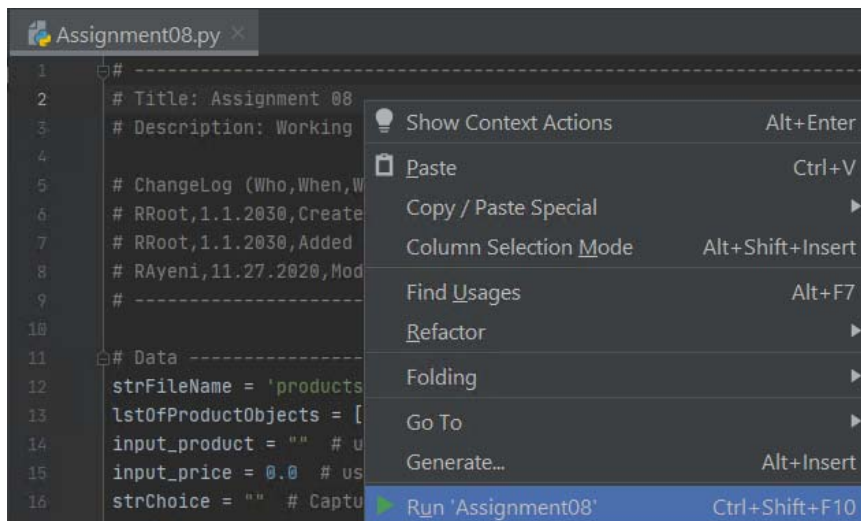 Assignment08.py
1 # ------------------------------------------------------------
2 # Title: Assignment 08
3 # Description: Working
4
5 # ChangeLog (Who,When,W
6 # RRoot,1.1.2030,Create
7 # RRoot,1.1.2030,Added
8 # RAyeni,11.27.2020,Mod
9 # ---------------------
10
11 # Data ----------------
12 strFileName = 'products
13 lstOfProductObjects = [
14 input_product = "" # u
15 input_price = 0.0 # us
16 strChoice = "" # Captu
Show Context Actions Alt+Enter
Paste Ctrl+V
Copy / Paste Special
Column Selection Mode Alt+Shift+Insert
Find Usages Alt+F7
Refactor
Folding
Go To
Generate... Alt+Insert
Run 'Assignment08' Ctrl+Shift+F10